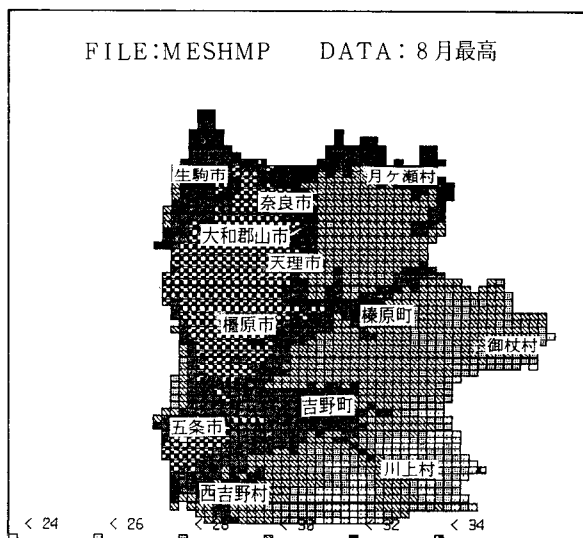 FILE:MESHMP DATA:8月最高
生駒市
月ケ瀬村
奈良市
大和郡山市
天理市
橿原市
榛原町
御杖村
吉野町
五条市
川上村
西吉野村
< 24 < 26 < 28 < 30 < 32 < 34